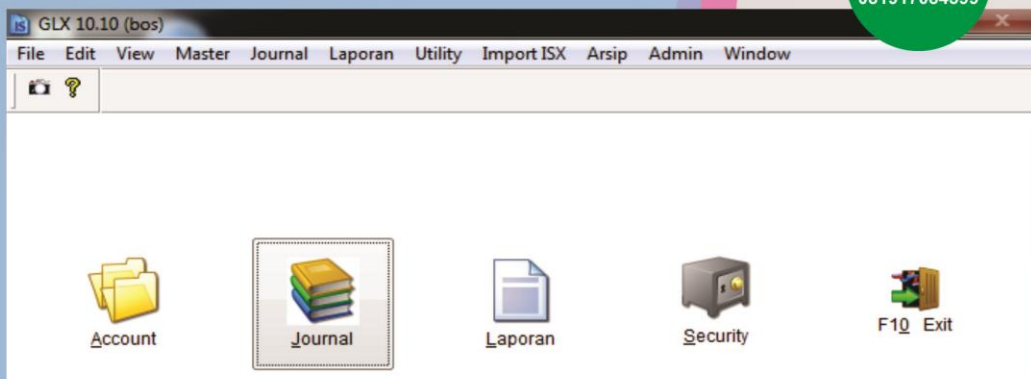 GLX 10.10 (bos)
File Edit View Master Journal Laporan Utility Import ISX Arsip Admin Window
Account Journal Laporan Security F10 Exit